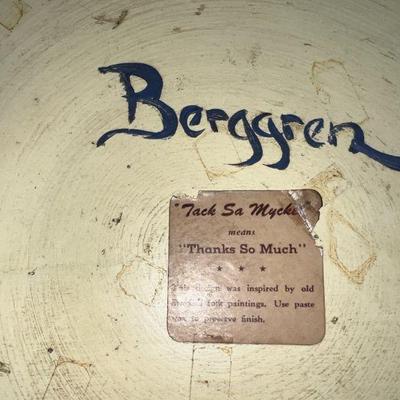 Berggren
"Tack Sa Mycke
means
"Thanks So Much"
* * *
design was inspired by old
folk paintings. Use paste
to preserve finish.